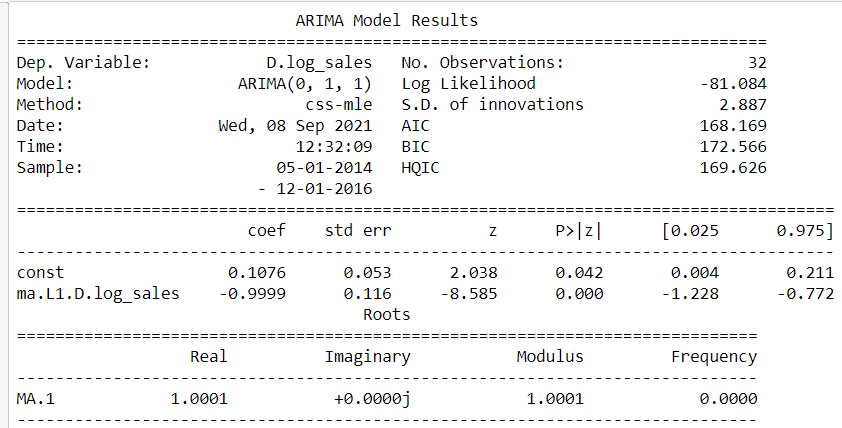 ARIMA Model Results
==============================================================================
Dep. Variable: D.log_sales No. Observations: 32
Model: ARIMA(0, 1, 1) Log Likelihood -81.084
Method: css-mle S.D. of innovations 2.887
Date: Wed, 08 Sep 2021 AIC 168.169
Time: 12:32:09 BIC 172.566
Sample: 05-01-2014 HQIC 169.626
- 12-01-2016
=====================================================================================
coef std err z P>|z| [0.025 0.975]
-------------------------------------------------------------------------------------
const 0.1076 0.053 2.038 0.042 0.004 0.211
ma.L1.D.log_sales -0.9999 0.116 -8.585 0.000 -1.228 -0.772
Roots
=============================================================================
Real Imaginary Modulus Frequency
-----------------------------------------------------------------------------
MA.1 1.0001 +0.0000j 1.0001 0.0000
-----------------------------------------------------------------------------